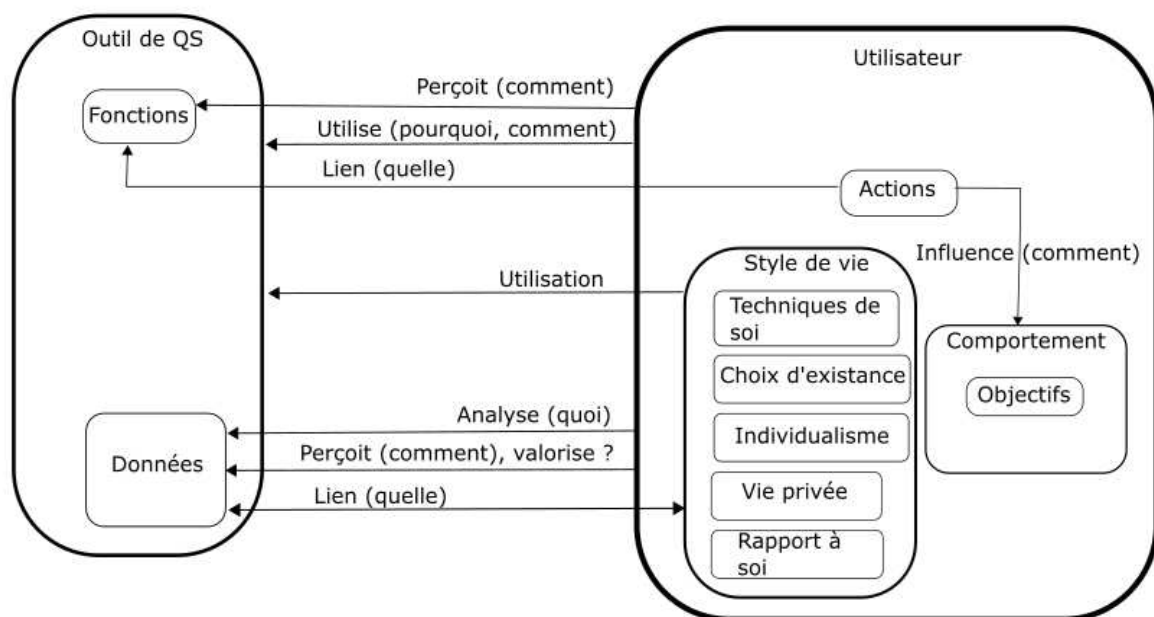 Outil de QS
Utilisateur
Perçoit (comment)
Fonctions
Utilise (pourquoi, comment)
Lien (quelle)
Actions
Influence (comment)
Style de vie
Utilisation
Techniques de
soi
Comportement
Choix d'existance
Objectifs
Analyse (quoi)
Individualisme
Données
Perçoit (comment), valorise ?
Vie privée
Lien (quelle)
Rapport à
soi